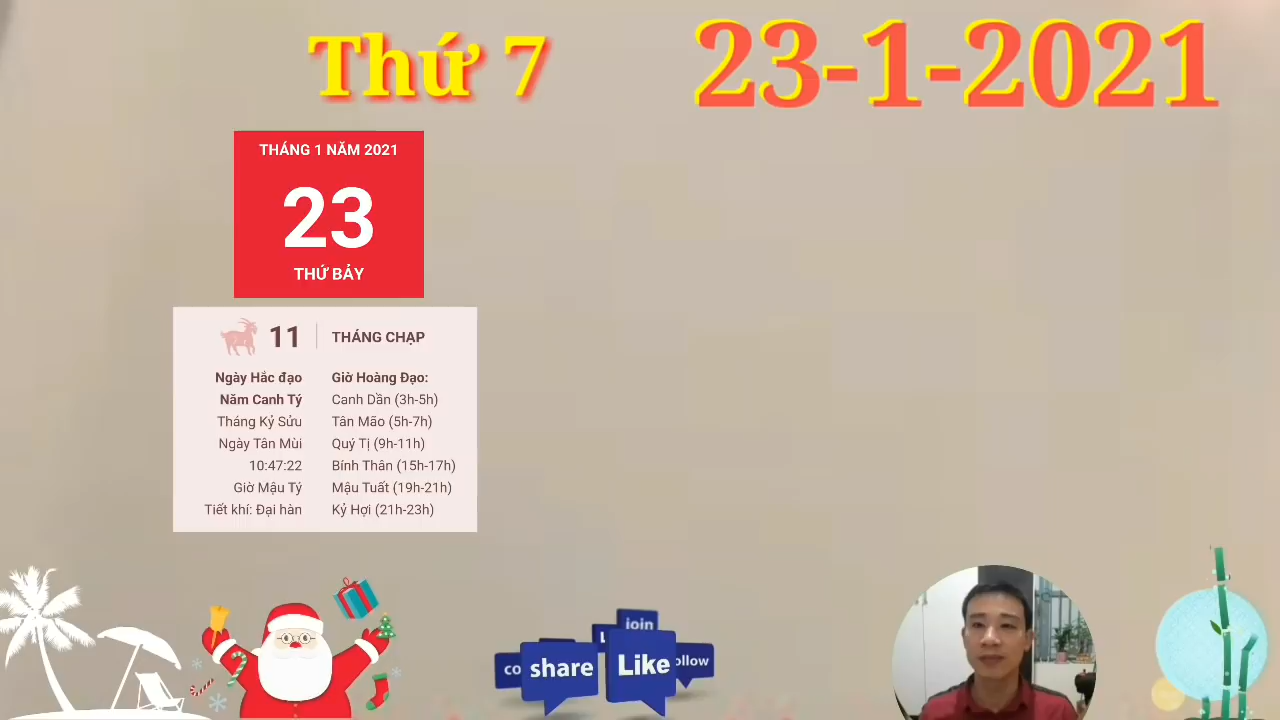 Thứ 7
23-1-2021
THÁNG 1 NĂM 2021
23
THỨ BẢY
11
THÁNG CHẠP
Ngày Hắc đạo
Năm Canh Tý
Tháng Kỷ Sửu
Ngày Tân Mùi
10:47:22
Giờ Mậu Tý
Tiết khí: Đại hàn
Giờ Hoàng Đạo:
Canh Dần (3h-5h)
Tân Mão (5h-7h)
Quý Tị (9h-11h)
Bính Thân (15h-17h)
Mậu Tuất (19h-21h)
Kỷ Hợi (21h-23h)
join
share
Like